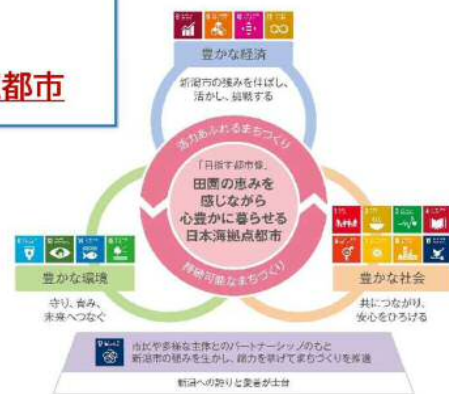 都市
豊かな経済
新潟市の強みを伸ばし、
活かし、挑戦する
活力あふれるまちづくり
「目指す都市像」
田園の恵みを
感じながら
心豊かに暮らせる
日本海拠点都市
持続可能なまちづくり
豊かな環境
守り、育み、
未来へつなぐ
豊かな社会
共につながり、
安心をひろげる
市民や多様な主体とのパートナーシップのもと
新潟市の強みを生かし、総力を挙げてまちづくりを推進
新潟への誇りと愛着が土台